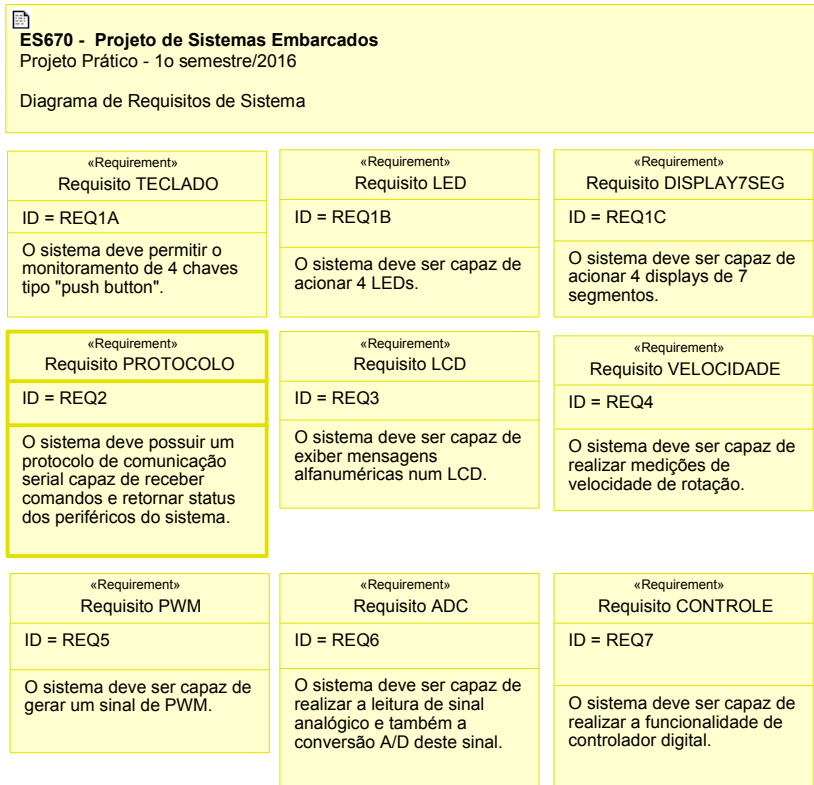 ES670 - Projeto de Sistemas Embarcados
Projeto Prático - 1o semestre/2016
Diagrama de Requisitos de Sistema
«Requirement»
Requisito TECLADO
ID = REQ1A
O sistema deve permitir o
monitoramento de 4 chaves
tipo "push button".
«Requirement»
Requisito LED
ID = REQ1B
O sistema deve ser capaz de
acionar 4 LEDs.
«Requirement»
Requisito DISPLAY7SEG
ID = REQ1C
O sistema deve ser capaz de
acionar 4 displays de 7
segmentos.
«Requirement»
Requisito PROTOCOLO
ID = REQ2
O sistema deve possuir um
protocolo de comunicação
serial capaz de receber
comandos e retornar status
dos periféricos do sistema.
«Requirement»
Requisito LCD
ID = REQ3
O sistema deve ser capaz de
exiber mensagens
alfanuméricas num LCD.
«Requirement»
Requisito VELOCIDADE
ID = REQ4
O sistema deve ser capaz de
realizar medições de
velocidade de rotação.
«Requirement»
Requisito PWM
ID = REQ5
O sistema deve ser capaz de
gerar um sinal de PWM.
«Requirement»
Requisito ADC
ID = REQ6
O sistema deve ser capaz de
realizar a leitura de sinal
analógico e também a
conversão A/D deste sinal.
«Requirement»
Requisito CONTROLE
ID = REQ7
O sistema deve ser capaz de
realizar a funcionalidade de
controlador digital.